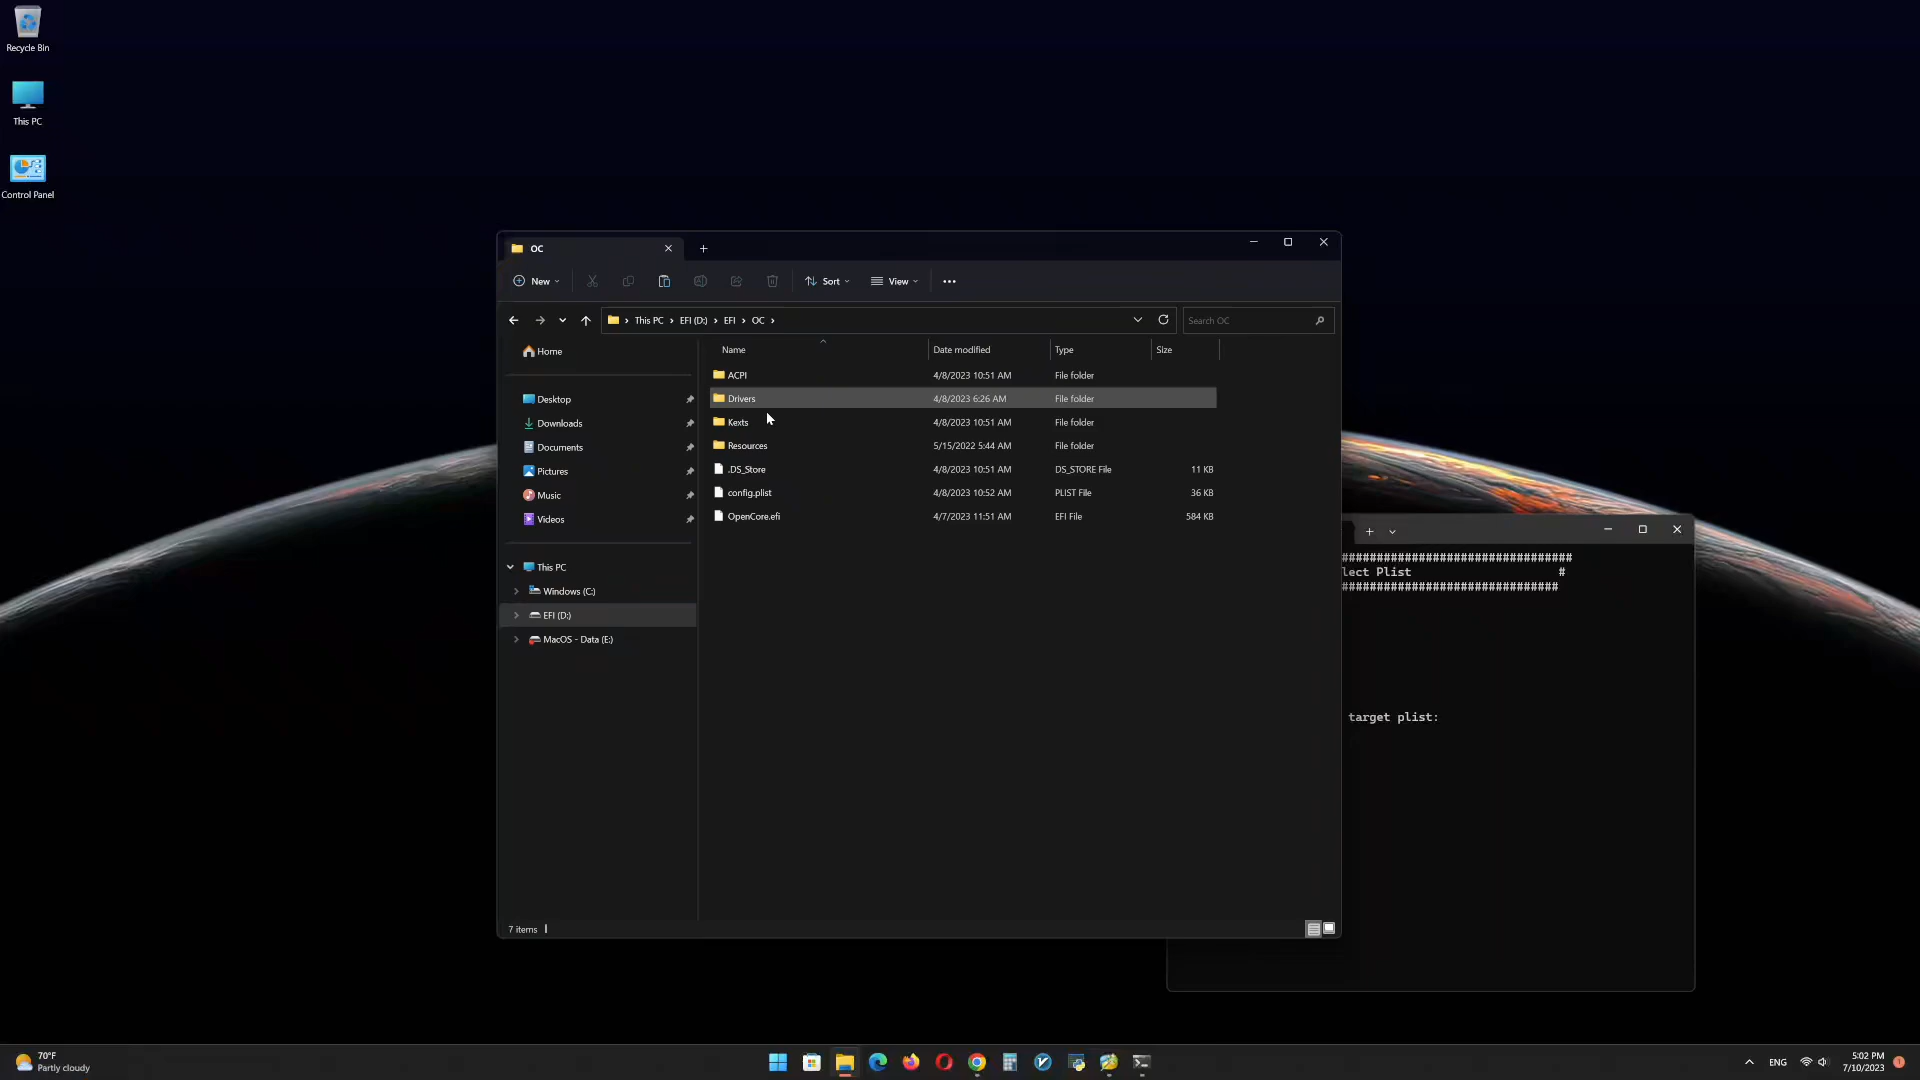 Recycle Bin
This PC
Control Panel
OC
New
Sort
View
This PC
EFI (D:)
EFI
OC
Search OC
Home
Desktop
Downloads
Documents
Pictures
Music
Videos
This PC
Windows (C:)
EFI (D:)
MacOS - Data (E:)
Name Date modified Type Size
ACPI 4/8/2023 10:51 AM File folder
Drivers 4/8/2023 6:26 AM File folder
Kexts 4/8/2023 10:51 AM File folder
Resources 5/15/2022 5:44 AM File folder
.DS_Store 4/8/2023 10:51 AM DS_STORE File 11 KB
config.plist 4/8/2023 10:52 AM PLIST File 36 KB
OpenCore.efi 4/7/2023 11:51 AM EFI File 584 KB
7 items
#################################
lect Plist #
###############################
target plist:
70°F
Partly cloudy
ENG
5:02 PM
7/10/2023
1